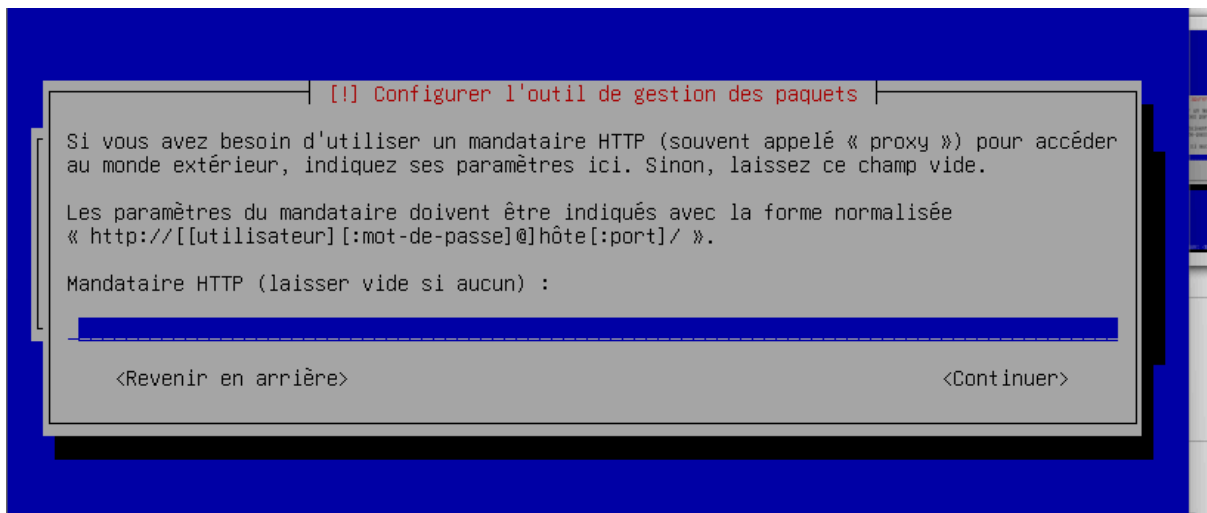 [!] Configurer l'outil de gestion des paquets
Si vous avez besoin d'utiliser un mandataire HTTP (souvent appelé « proxy ») pour accéder
au monde extérieur, indiquez ses paramètres ici. Sinon, laissez ce champ vide.
Les paramètres du mandataire doivent être indiqués avec la forme normalisée
« http://[[utilisateur][:mot-de-passe]@]hôte[:port]/ ».
Mandataire HTTP (laisser vide si aucun) :
<Revenir en arrière> <Continuer>